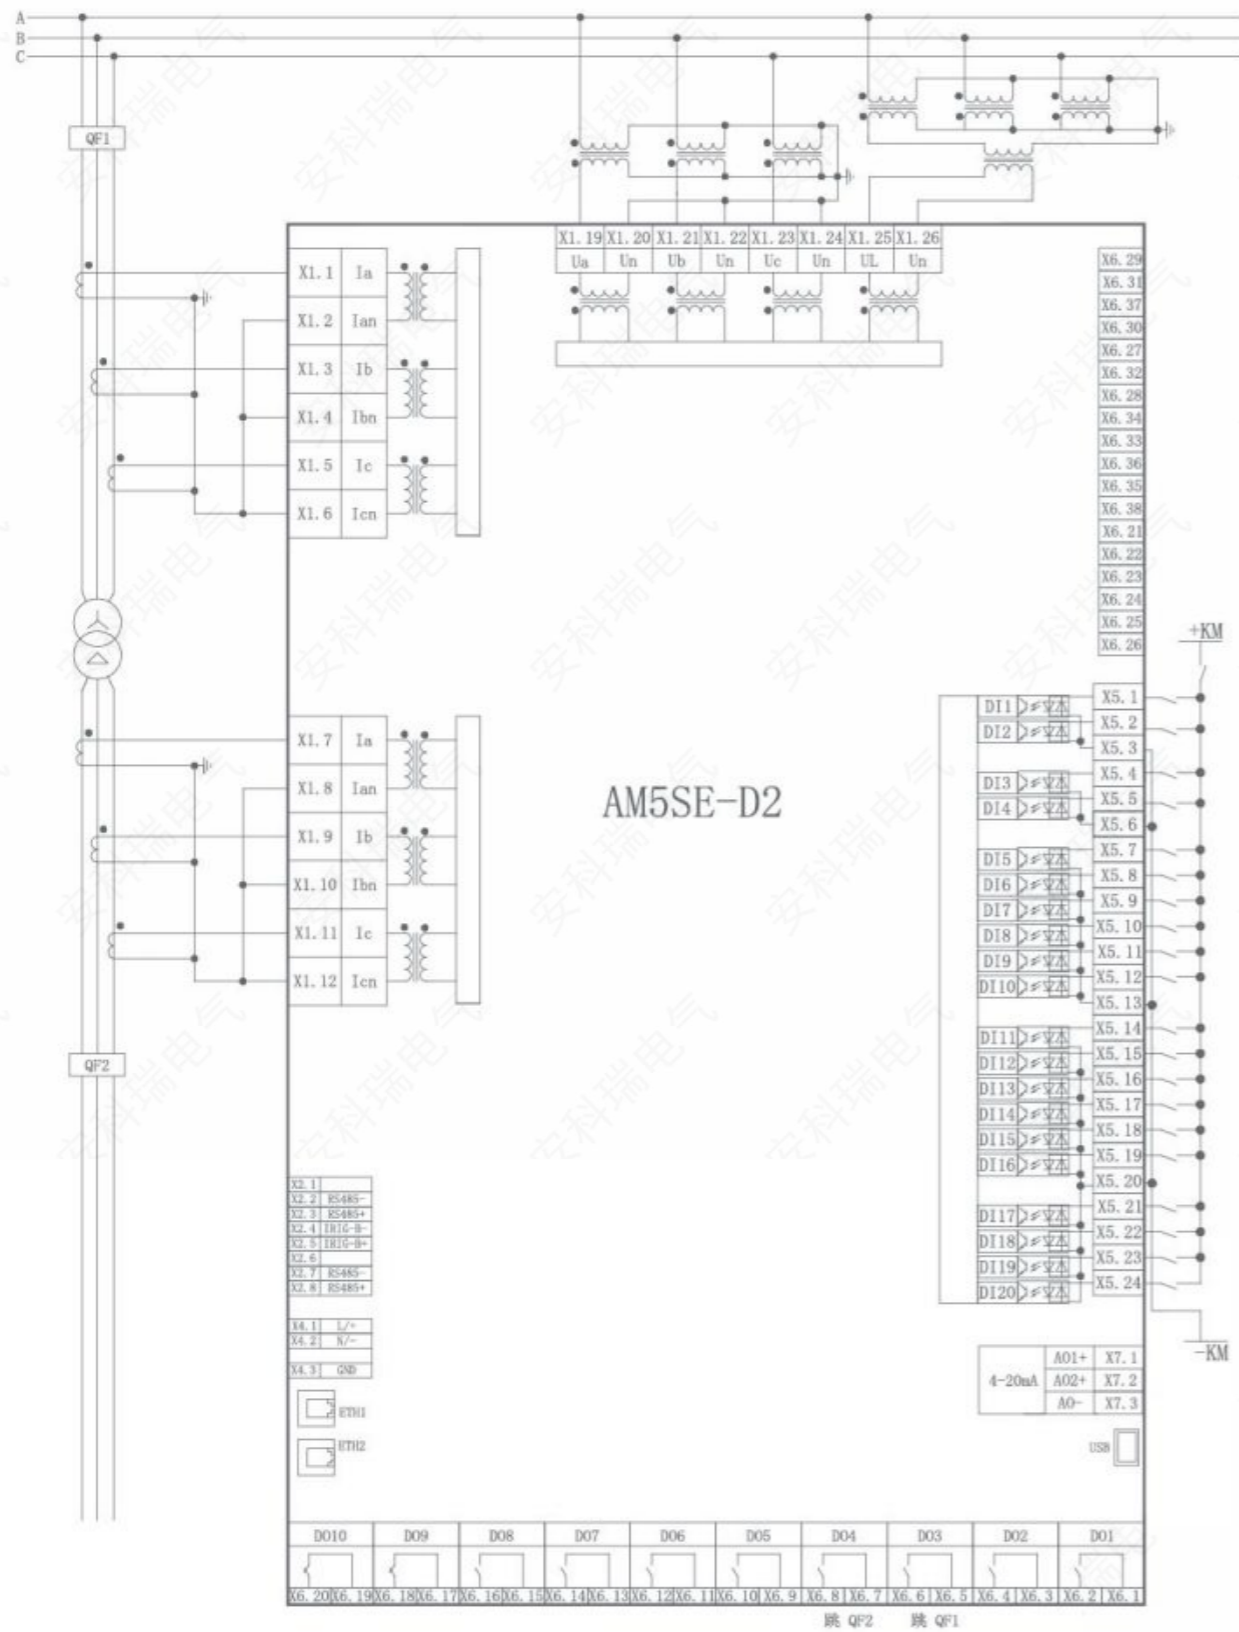 A
B
C
QF1
X1.19 X1.20 X1.21 X1.22 X1.23 X1.24 X1.25 X1.26
Ua Un Ub Un Uc Un UL Un
X1.1 Ia
X1.2 Ian
X1.3 Ib
X1.4 Ibn
X1.5 Ic
X1.6 Icn
X6.29
X6.31
X6.37
X6.30
X6.27
X6.32
X6.28
X6.34
X6.33
X6.36
X6.35
X6.38
X6.21
X6.22
X6.23
X6.24
X6.25
X6.26
+KM
X1.7 Ia
X1.8 Ian
X1.9 Ib
X1.10 Ibn
X1.11 Ic
X1.12 Icn
AM5SE-D2
DI1
DI2
DI3
DI4
DI5
DI6
DI7
DI8
DI9
DI10
DI11
DI12
DI13
DI14
DI15
DI16
DI17
DI18
DI19
DI20
X5.1
X5.2
X5.3
X5.4
X5.5
X5.6
X5.7
X5.8
X5.9
X5.10
X5.11
X5.12
X5.13
X5.14
X5.15
X5.16
X5.17
X5.18
X5.19
X5.20
X5.21
X5.22
X5.23
X5.24
-KM
QF2
X2.1
X2.2 RS485-
X2.3 RS485+
X2.4 IRIG-B-
X2.5 IRIG-B+
X2.6
X2.7 RS485-
X2.8 RS485+
X4.1 L/+
X4.2 N/-
X4.3 GND
ETH1
ETH2
4-20mA
AO1+ X7.1
AO2+ X7.2
AO- X7.3
USB
DO10 DO9 DO8 DO7 DO6 DO5 DO4 DO3 DO2 DO1
X6.20 X6.19 X6.18 X6.17 X6.16 X6.15 X6.14 X6.13 X6.12 X6.11 X6.10 X6.9 X6.8 X6.7 X6.6 X6.5 X6.4 X6.3 X6.2 X6.1
跳 QF2 跳 QF1
安科瑞电气